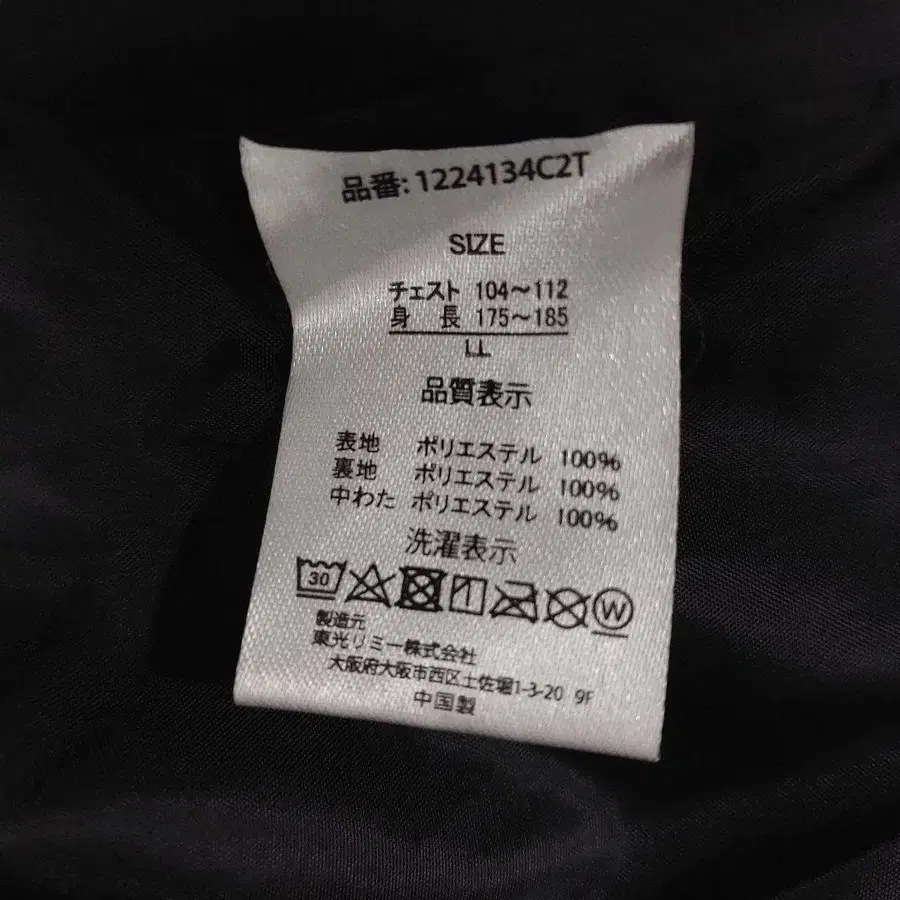 品番: 1224134C2T
SIZE
チェスト 104～112
身 長 175～185
LL
品質表示
表地 ポリエステル 100%
裏地 ポリエステル 100%
中わた ポリエステル 100%
洗濯表示
30 W
製造元
東光リミー株式会社
大阪府大阪市西区土佐堀1-3-20 9F
中国製